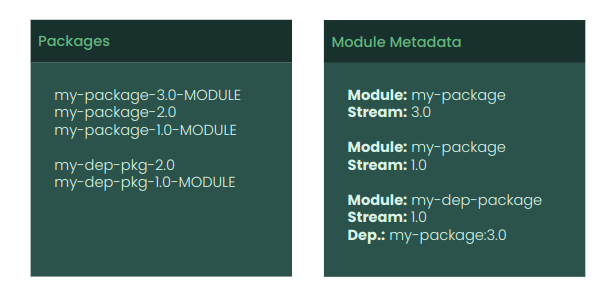 Packages
my-package-3.0-MODULE
my-package-2.0
my-package-1.0-MODULE
my-dep-pkg-2.0
my-dep-pkg-1.0-MODULE
Module Metadata
Module: my-package
Stream: 3.0
Module: my-package
Stream: 1.0
Module: my-dep-package
Stream: 1.0
Dep.: my-package:3.0